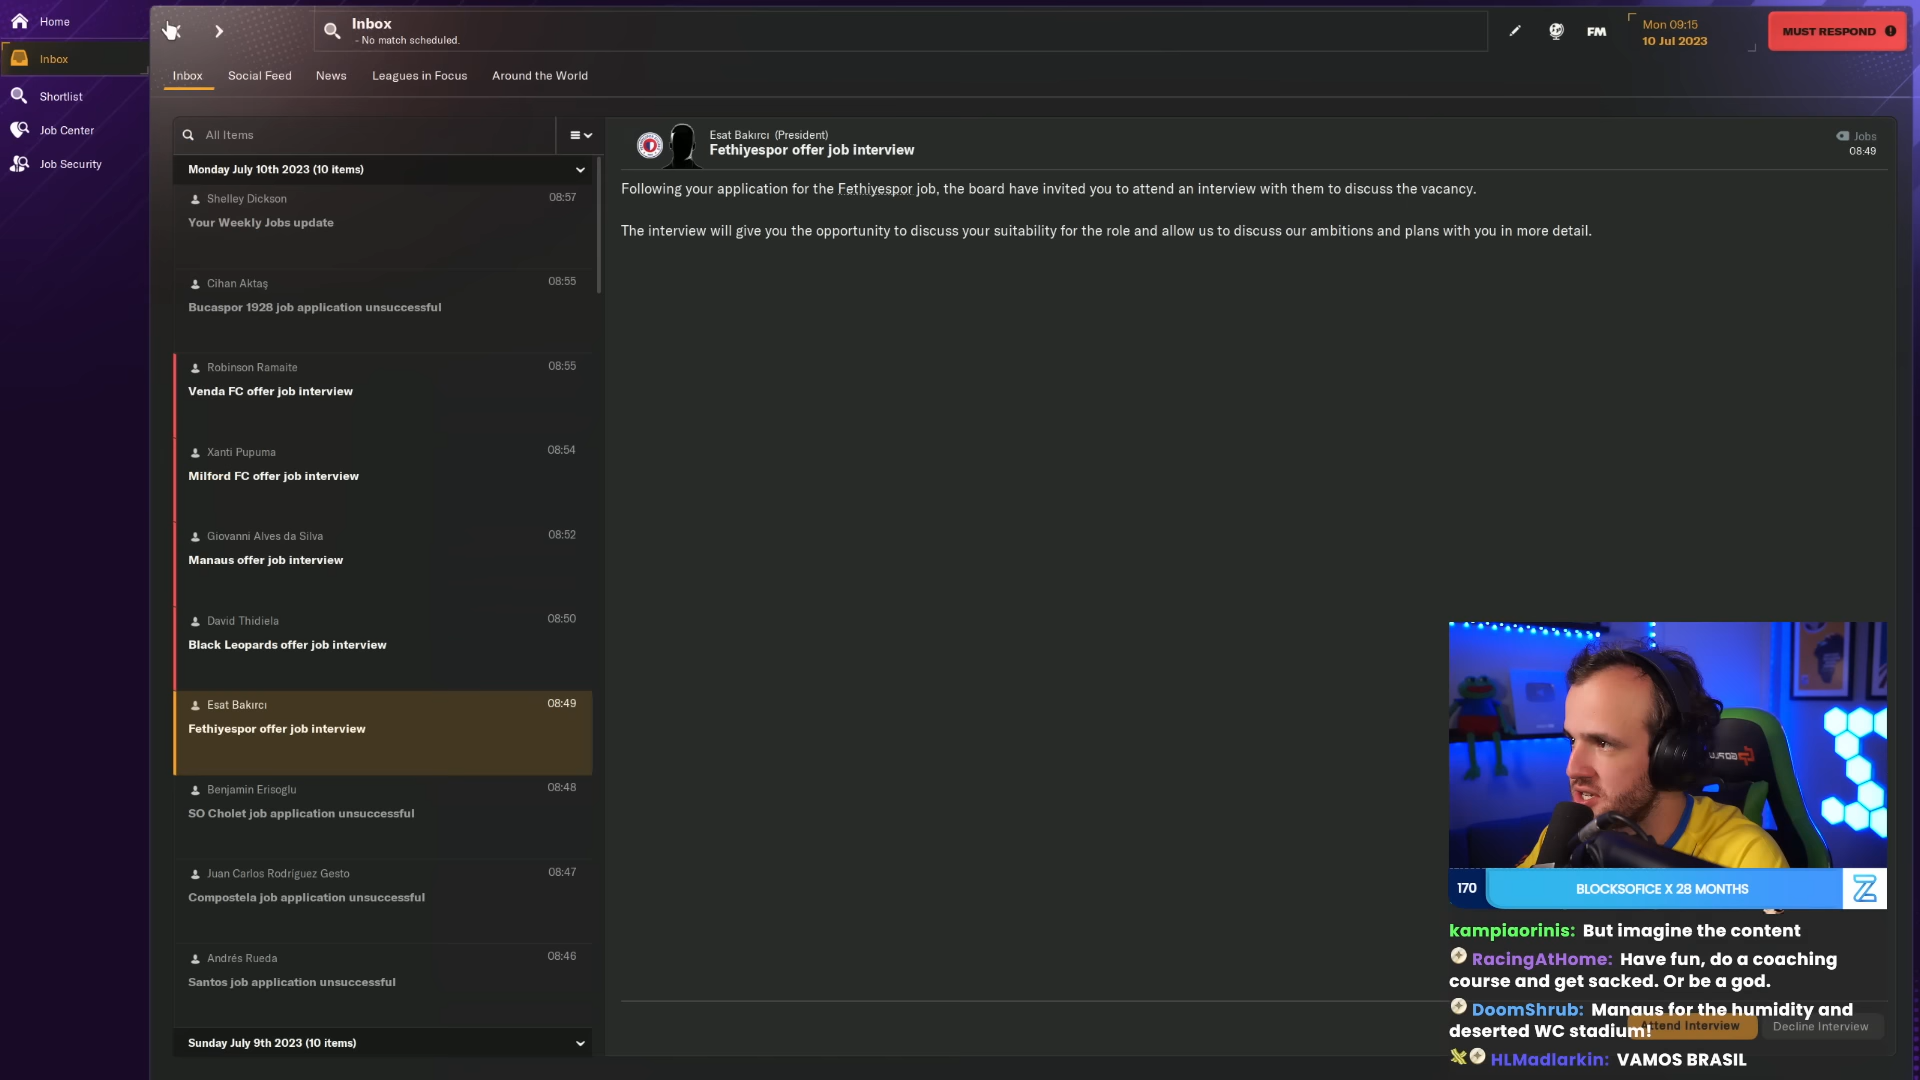 Home
Inbox
Shortlist
Job Center
Job Security
Inbox
- No match scheduled.
FM
Mon 09:15
10 Jul 2023
MUST RESPOND
Inbox
Social Feed
News
Leagues in Focus
Around the World
All Items
Monday July 10th 2023 (10 items)
Shelley Dickson
08:57
Your Weekly Jobs update
Cihan Aktaş
08:55
Bucaspor 1928 job application unsuccessful
Robinson Ramaite
08:55
Venda FC offer job interview
Xanti Pupuma
08:54
Milford FC offer job interview
Giovanni Alves da Silva
08:52
Manaus offer job interview
David Thidiela
08:50
Black Leopards offer job interview
Esat Bakırcı
08:49
Fethiyespor offer job interview
Benjamin Erisoglu
08:48
SO Cholet job application unsuccessful
Juan Carlos Rodríguez Gesto
08:47
Compostela job application unsuccessful
Andrés Rueda
08:46
Santos job application unsuccessful
Sunday July 9th 2023 (10 items)
Esat Bakırcı (President)
Fethiyespor offer job interview
Jobs
08:49
Following your application for the Fethiyespor job, the board have invited you to attend an interview with them to discuss the vacancy.
The interview will give you the opportunity to discuss your suitability for the role and allow us to discuss our ambitions and plans with you in more detail.
170
BLOCKSOFICE X 28 MONTHS
Z
kampiaorinis: But imagine the content
RacingAtHome: Have fun, do a coaching
course and get sacked. Or be a god.
DoomShrub: Manaus for the humidity and
deserted WC stadium!
HLMadlarkin: VAMOS BRASIL
Attend Interview
Decline Interview